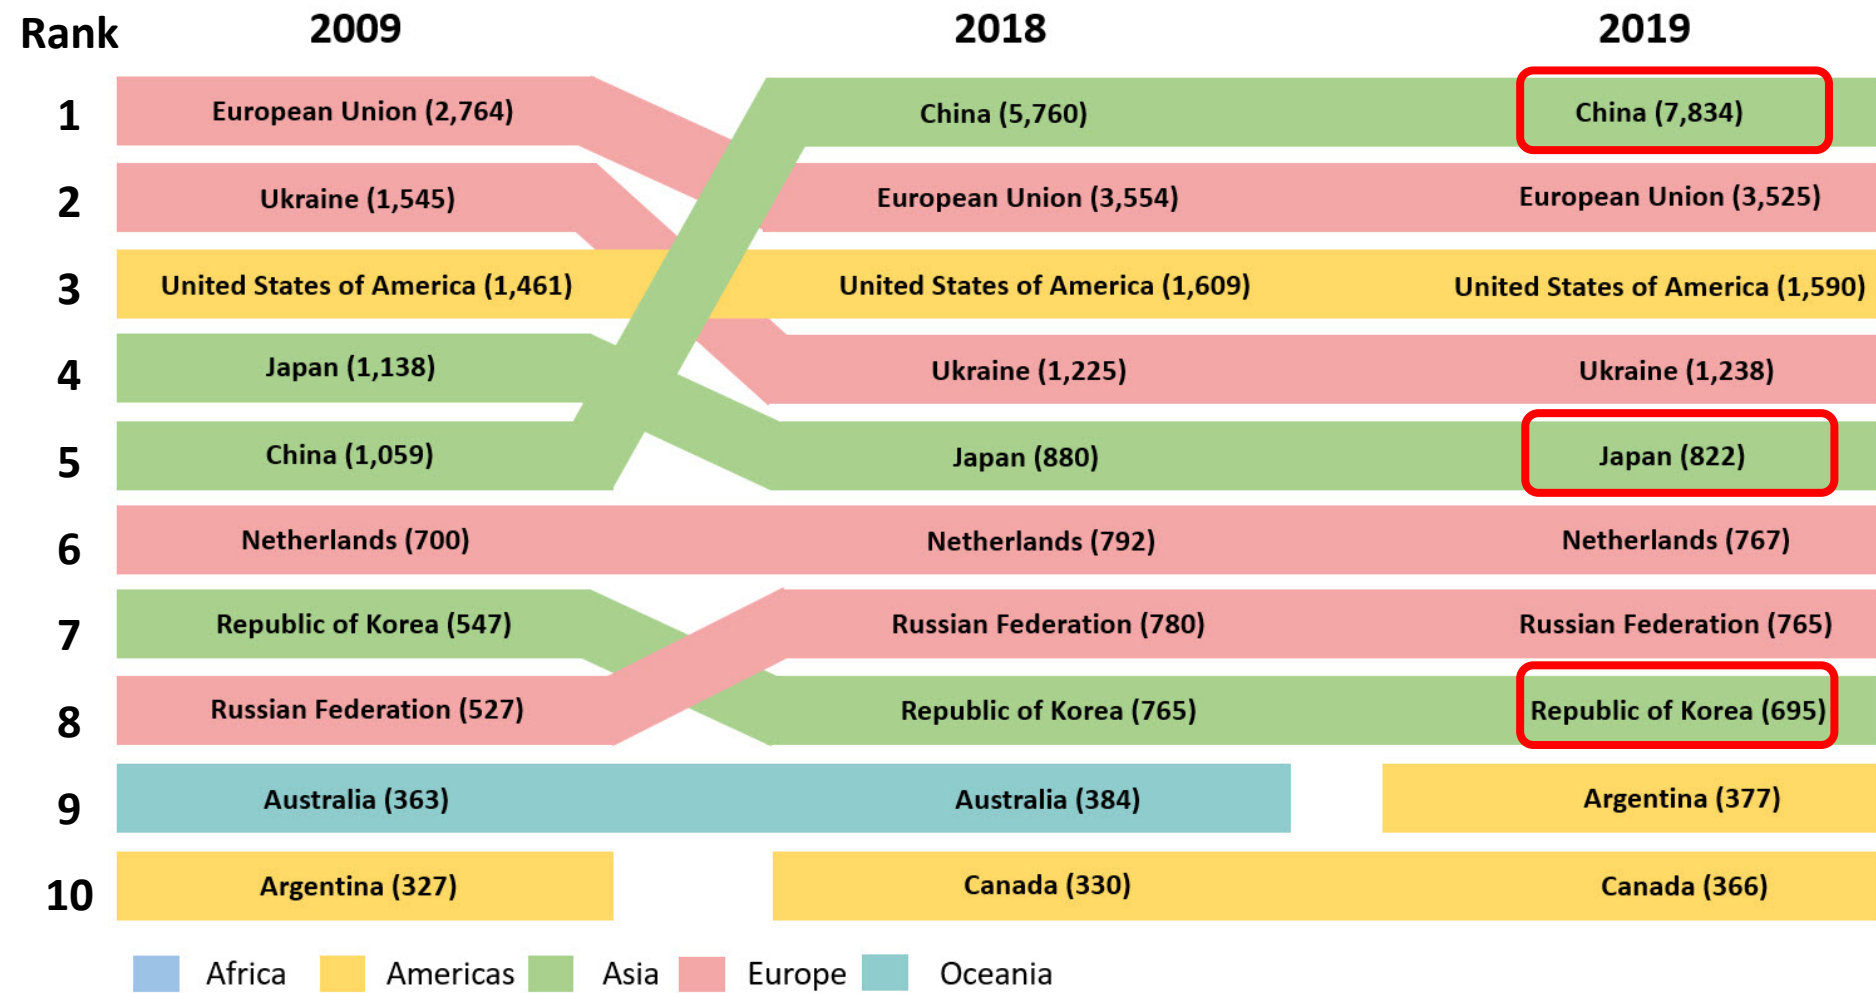 Rank 2009 2018 2019
1 European Union (2,764) China (5,760) China (7,834)
2 Ukraine (1,545) European Union (3,554) European Union (3,525)
3 United States of America (1,461) United States of America (1,609) United States of America (1,590)
4 Japan (1,138) Ukraine (1,225) Ukraine (1,238)
5 China (1,059) Japan (880) Japan (822)
6 Netherlands (700) Netherlands (792) Netherlands (767)
7 Republic of Korea (547) Russian Federation (780) Russian Federation (765)
8 Russian Federation (527) Republic of Korea (765) Republic of Korea (695)
9 Australia (363) Australia (384) Argentina (377)
10 Argentina (327) Canada (330) Canada (366)
Africa Americas Asia Europe Oceania